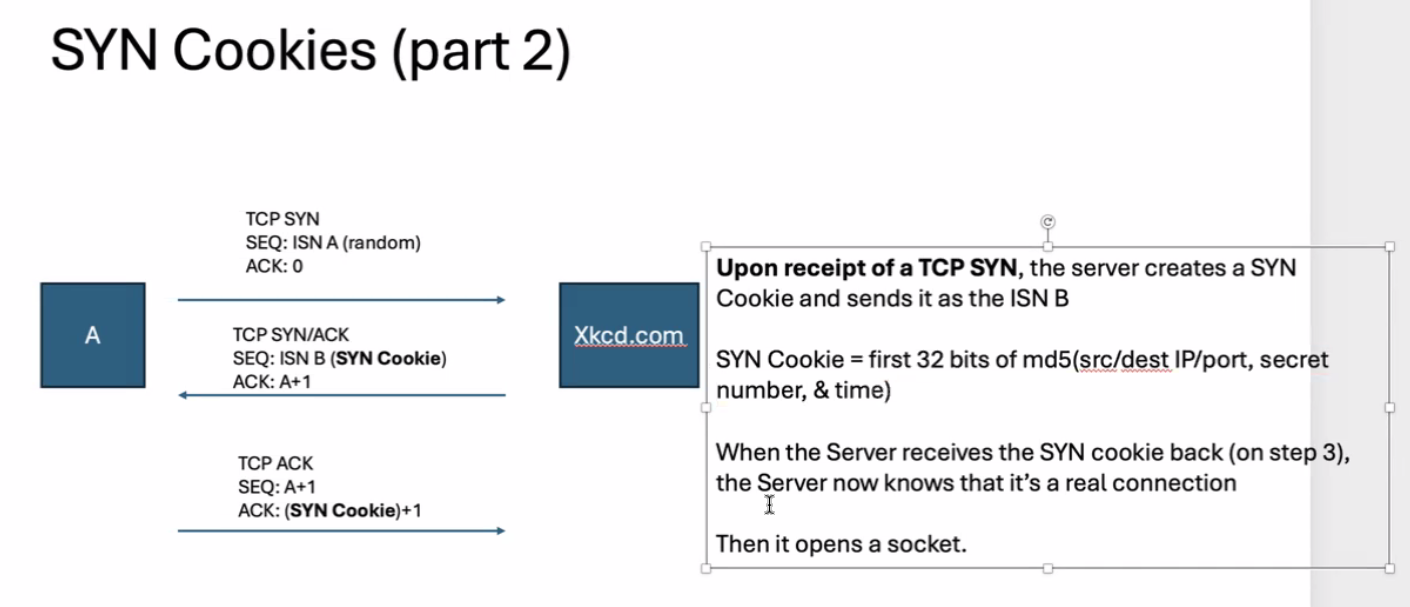 SYN Cookies (part 2)
TCP SYN
SEQ: ISN A (random)
ACK: 0
A
TCP SYN/ACK
SEQ: ISN B (SYN Cookie)
ACK: A+1
Xkcd.com
TCP ACK
SEQ: A+1
ACK: (SYN Cookie)+1
Upon receipt of a TCP SYN, the server creates a SYN
Cookie and sends it as the ISN B
SYN Cookie = first 32 bits of md5(src/dest IP/port, secret
number, & time)
When the Server receives the SYN cookie back (on step 3),
the Server now knows that it’s a real connection
Then it opens a socket.